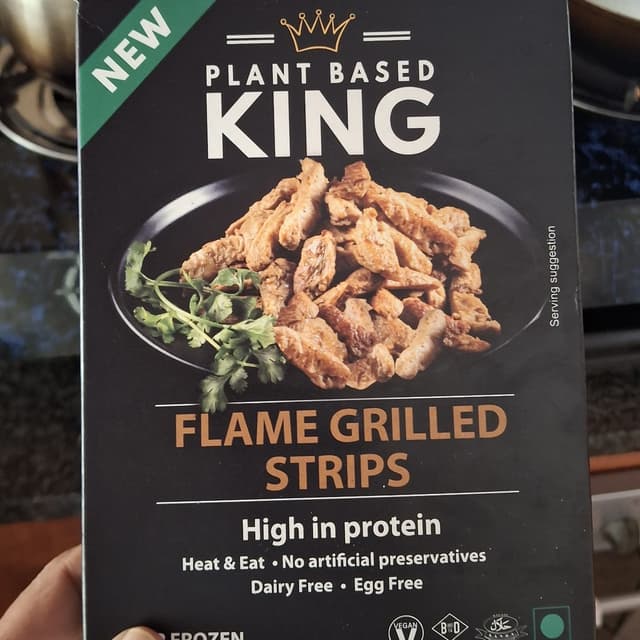 NEW
PLANT BASED
KING
Serving suggestion
FLAME GRILLED
STRIPS
High in protein
Heat & Eat • No artificial preservatives
Dairy Free • Egg Free
FROZEN
VEGAN